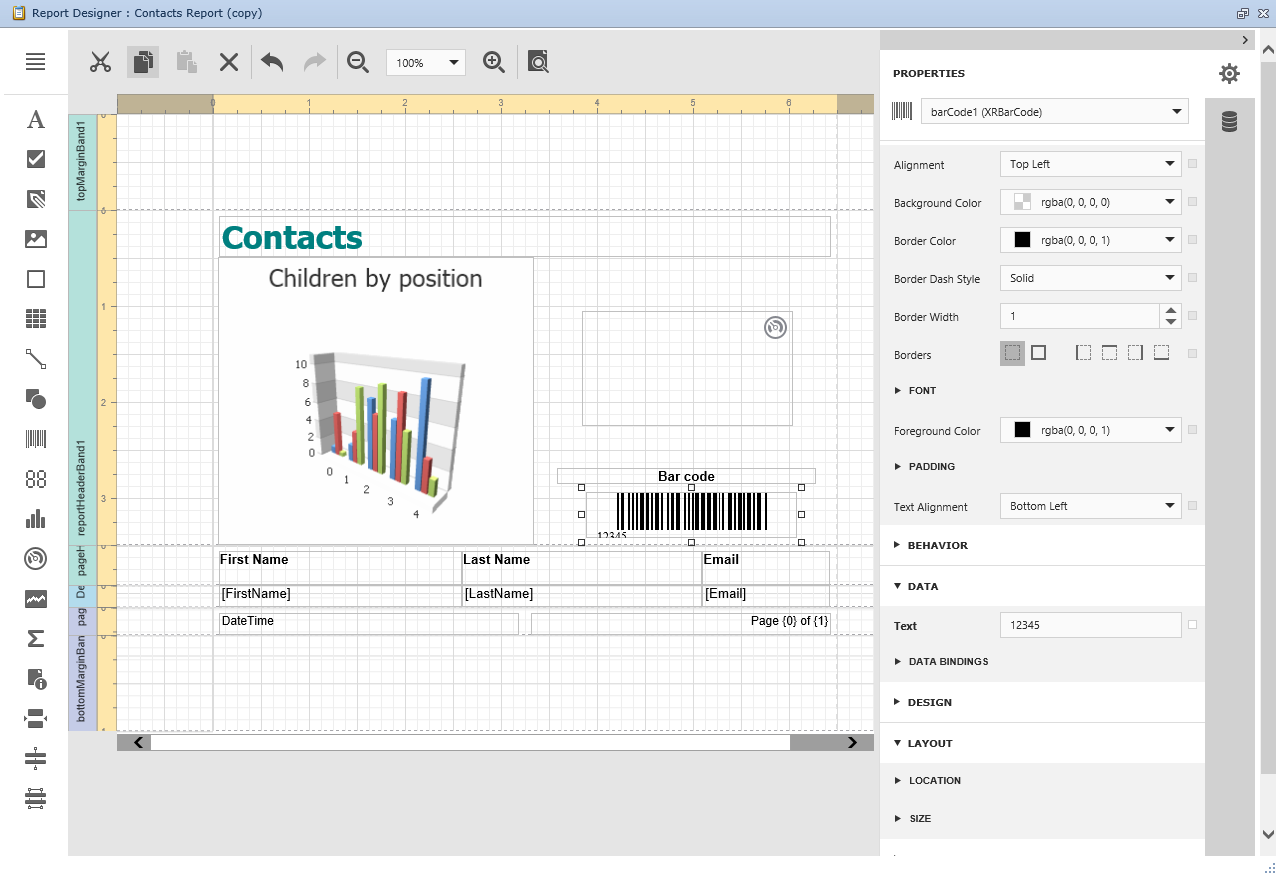 Report Designer : Contacts Report (copy)
100%
0 1 2 3 4 5 6
topMarginBand1
reportHeaderBand1
pageH
De
pag
bottomMarginBan
0
1
2
3
Contacts
Children by position
10
8
6
4
2
0
0 1 2 3 4
Bar code
12345
First Name Last Name Email
[FirstName] [LastName] [Email]
DateTime Page {0} of {1}
PROPERTIES
barCode1 (XRBarCode)
Alignment Top Left
Background Color rgba(0, 0, 0, 0)
Border Color rgba(0, 0, 0, 1)
Border Dash Style Solid
Border Width 1
Borders
FONT
Foreground Color rgba(0, 0, 0, 1)
PADDING
Text Alignment Bottom Left
BEHAVIOR
DATA
Text 12345
DATA BINDINGS
DESIGN
LAYOUT
LOCATION
SIZE